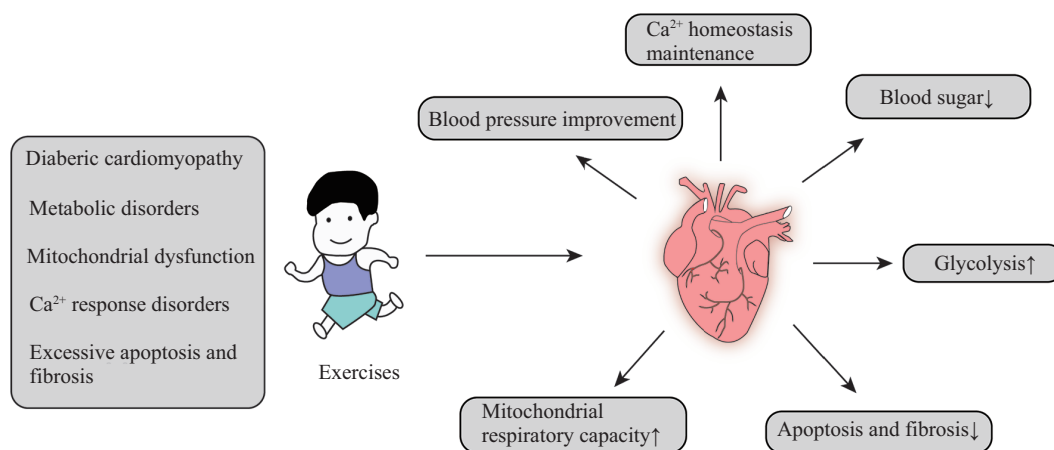 Diaberic cardiomyopathy
Metabolic disorders
Mitochondrial dysfunction
Ca²⁺ response disorders
Excessive apoptosis and
fibrosis
Exercises
Blood pressure improvement
Ca²⁺ homeostasis
maintenance
Blood sugar↓
Glycolysis↑
Apoptosis and fibrosis↓
Mitochondrial
respiratory capacity↑